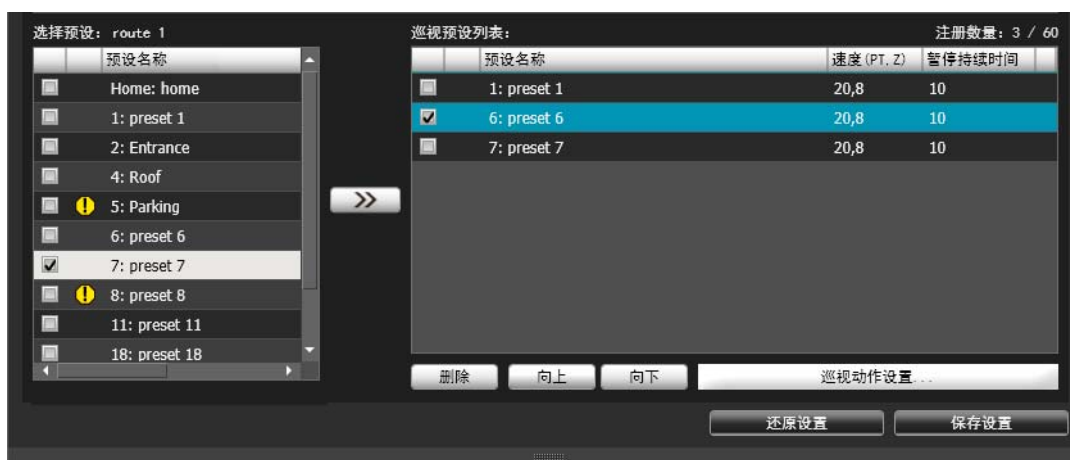 选择预设: route 1
预设名称
Home: home
1: preset 1
2: Entrance
4: Roof
5: Parking
6: preset 6
7: preset 7
8: preset 8
11: preset 11
18: preset 18
巡视预设列表: 注册数量: 3 / 60
预设名称 速度(PT, Z) 暂停持续时间
1: preset 1 20,8 10
6: preset 6 20,8 10
7: preset 7 20,8 10
删除 向上 向下 巡视动作设置...
还原设置 保存设置